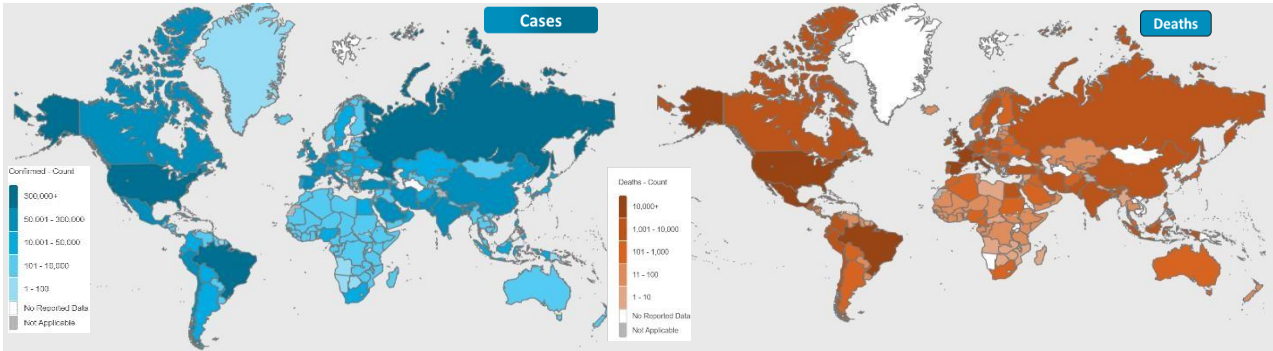 Cases
Deaths
Confirmed - Count
300,000+
50,001 - 300,000
10,001 - 50,000
101 - 10,000
1 - 100
No Reported Data
Not Applicable
Deaths - Count
10,000+
1,001 - 10,000
101 - 1,000
11 - 100
1 - 10
No Reported Data
Not Applicable